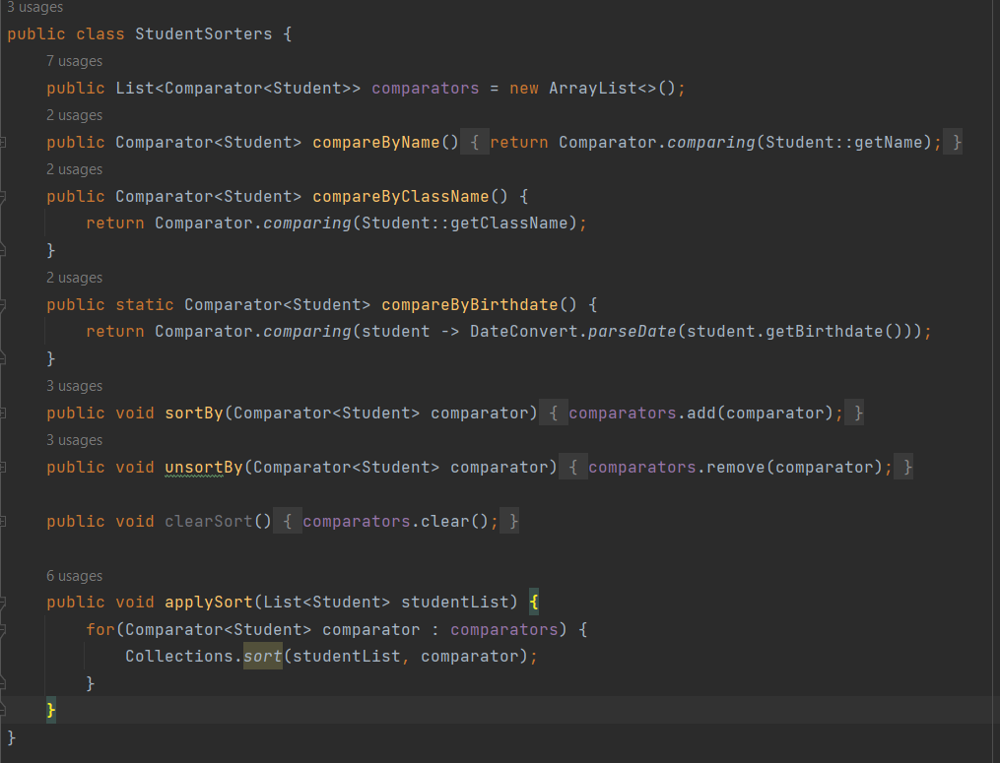 3 usages
public class StudentSorters {
7 usages
public List<Comparator<Student>> comparators = new ArrayList<>();
2 usages
public Comparator<Student> compareByName() { return Comparator.comparing(Student::getName); }
2 usages
public Comparator<Student> compareByClassName() {
return Comparator.comparing(Student::getClassName);
}
2 usages
public static Comparator<Student> compareByBirthdate() {
return Comparator.comparing(student -> DateConvert.parseDate(student.getBirthdate()));
}
3 usages
public void sortBy(Comparator<Student> comparator) { comparators.add(comparator); }
3 usages
public void unsortBy(Comparator<Student> comparator) { comparators.remove(comparator); }
public void clearSort() { comparators.clear(); }
6 usages
public void applySort(List<Student> studentList) {
for(Comparator<Student> comparator : comparators) {
Collections.sort(studentList, comparator);
}
}
}